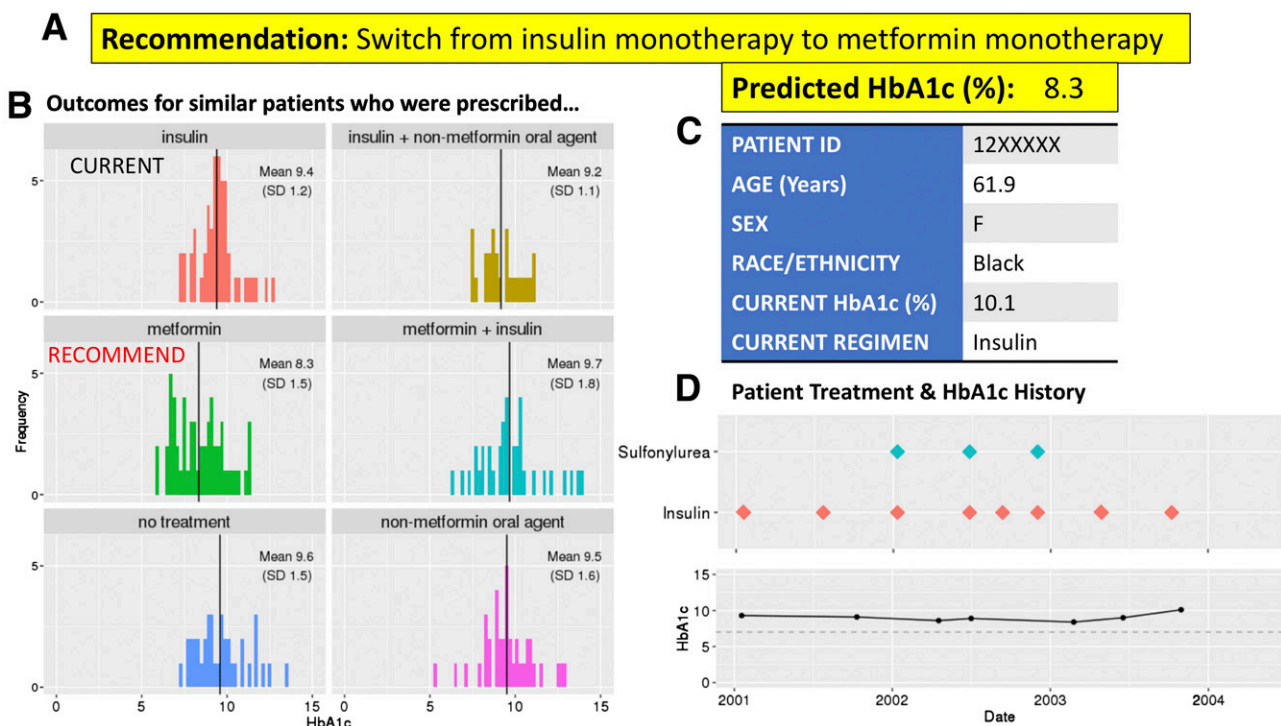 A
Recommendation: Switch from insulin monotherapy to metformin monotherapy
Predicted HbA1c (%): 8.3
B
Outcomes for similar patients who were prescribed...
insulin
CURRENT
Mean 9.4
(SD 1.2)
insulin + non-metformin oral agent
Mean 9.2
(SD 1.1)
5
0
metformin
RECOMMEND
Mean 8.3
(SD 1.5)
metformin + insulin
Mean 9.7
(SD 1.8)
5
0
Frequency
no treatment
Mean 9.6
(SD 1.5)
non-metformin oral agent
Mean 9.5
(SD 1.6)
5
0
0 5 10 15 0 5 10 15
HbA1c
C
PATIENT ID 12XXXXX
AGE (Years) 61.9
SEX F
RACE/ETHNICITY Black
CURRENT HbA1c (%) 10.1
CURRENT REGIMEN Insulin
D
Patient Treatment & HbA1c History
Sulfonylurea
Insulin
2001 2002 2003 2004
HbA1c
15
10
5
0
2001 2002 2003 2004
Date